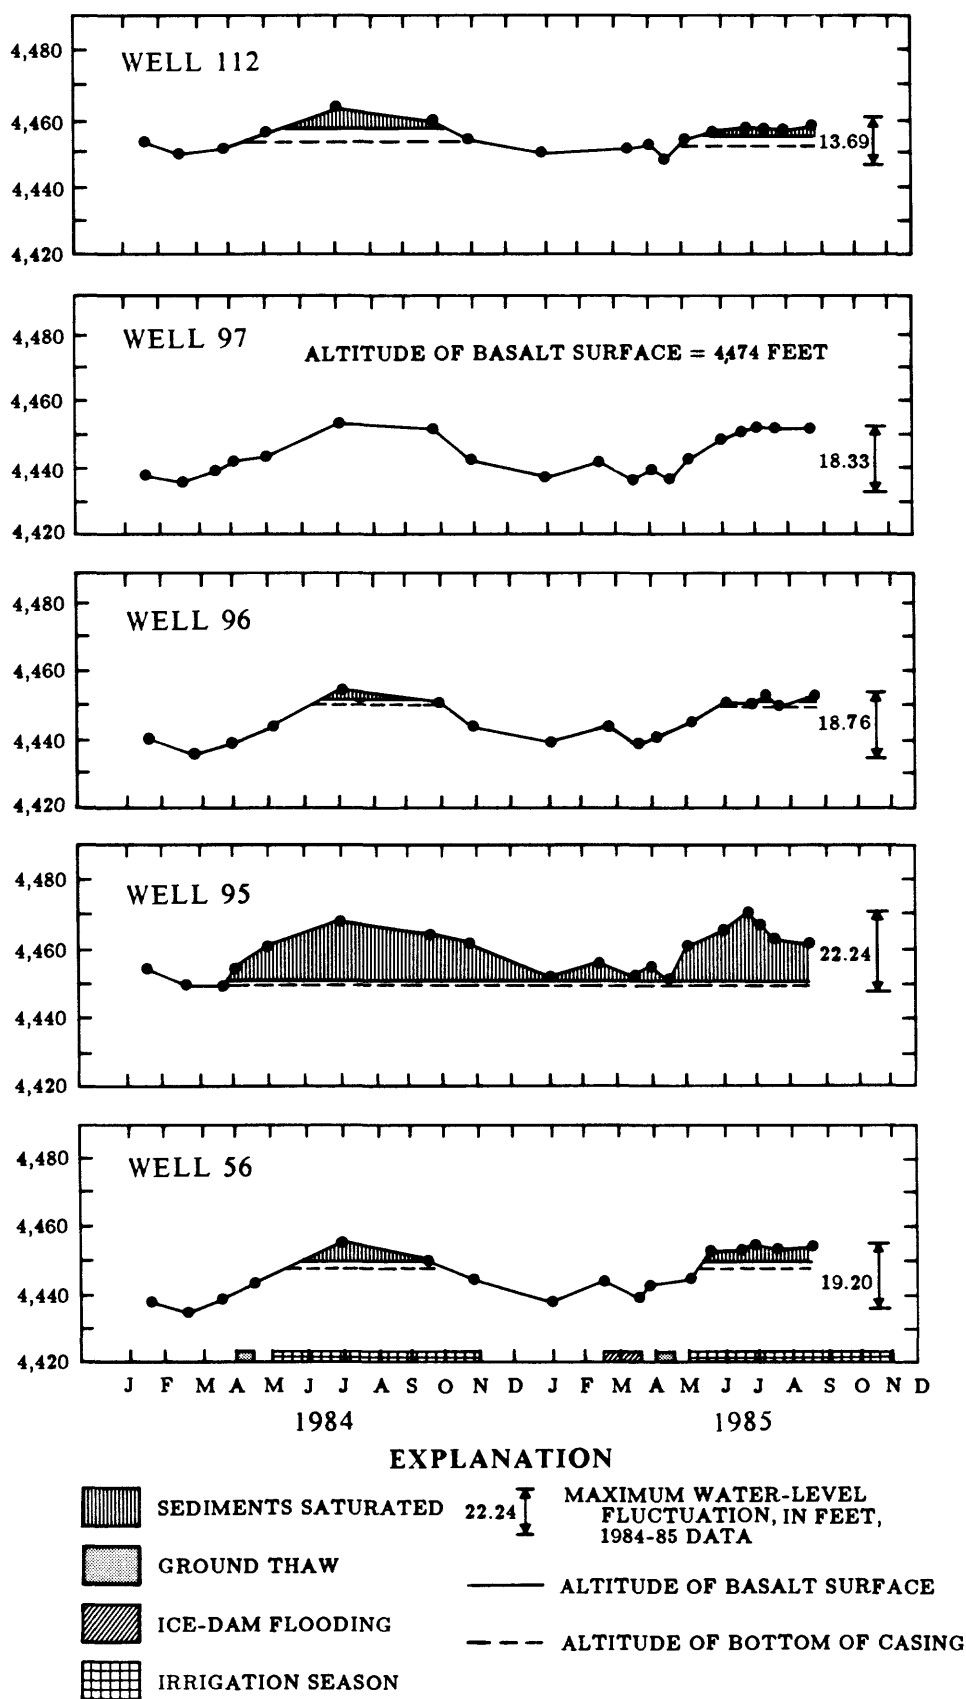 WELL 112
4,480
4,460
4,440
4,420
13.69
WELL 97
ALTITUDE OF BASALT SURFACE = 4,474 FEET
4,480
4,460
4,440
4,420
18.33
WELL 96
4,480
4,460
4,440
4,420
18.76
WELL 95
4,480
4,460
4,440
4,420
22.24
WELL 56
4,480
4,460
4,440
4,420
19.20
J F M A M J J A S O N D J F M A M J J A S O N D
1984 1985
EXPLANATION
SEDIMENTS SATURATED
GROUND THAW
ICE-DAM FLOODING
IRRIGATION SEASON
22.24
MAXIMUM WATER-LEVEL
FLUCTUATION, IN FEET,
1984-85 DATA
ALTITUDE OF BASALT SURFACE
ALTITUDE OF BOTTOM OF CASING